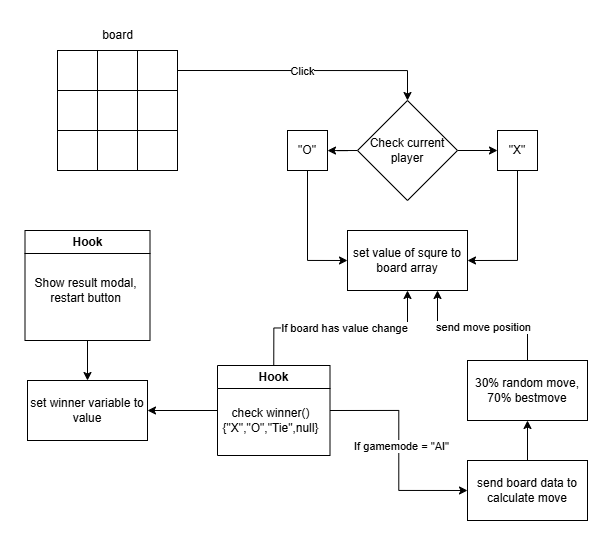 board
Click
Check current
player
"O"
"X"
set value of squre to
board array
Hook
Show result modal,
restart button
If board has value change
send move position
Hook
check winner()
{"X","O","Tie",null}
30% random move,
70% bestmove
set winner variable to
value
If gamemode = "AI"
send board data to
calculate move